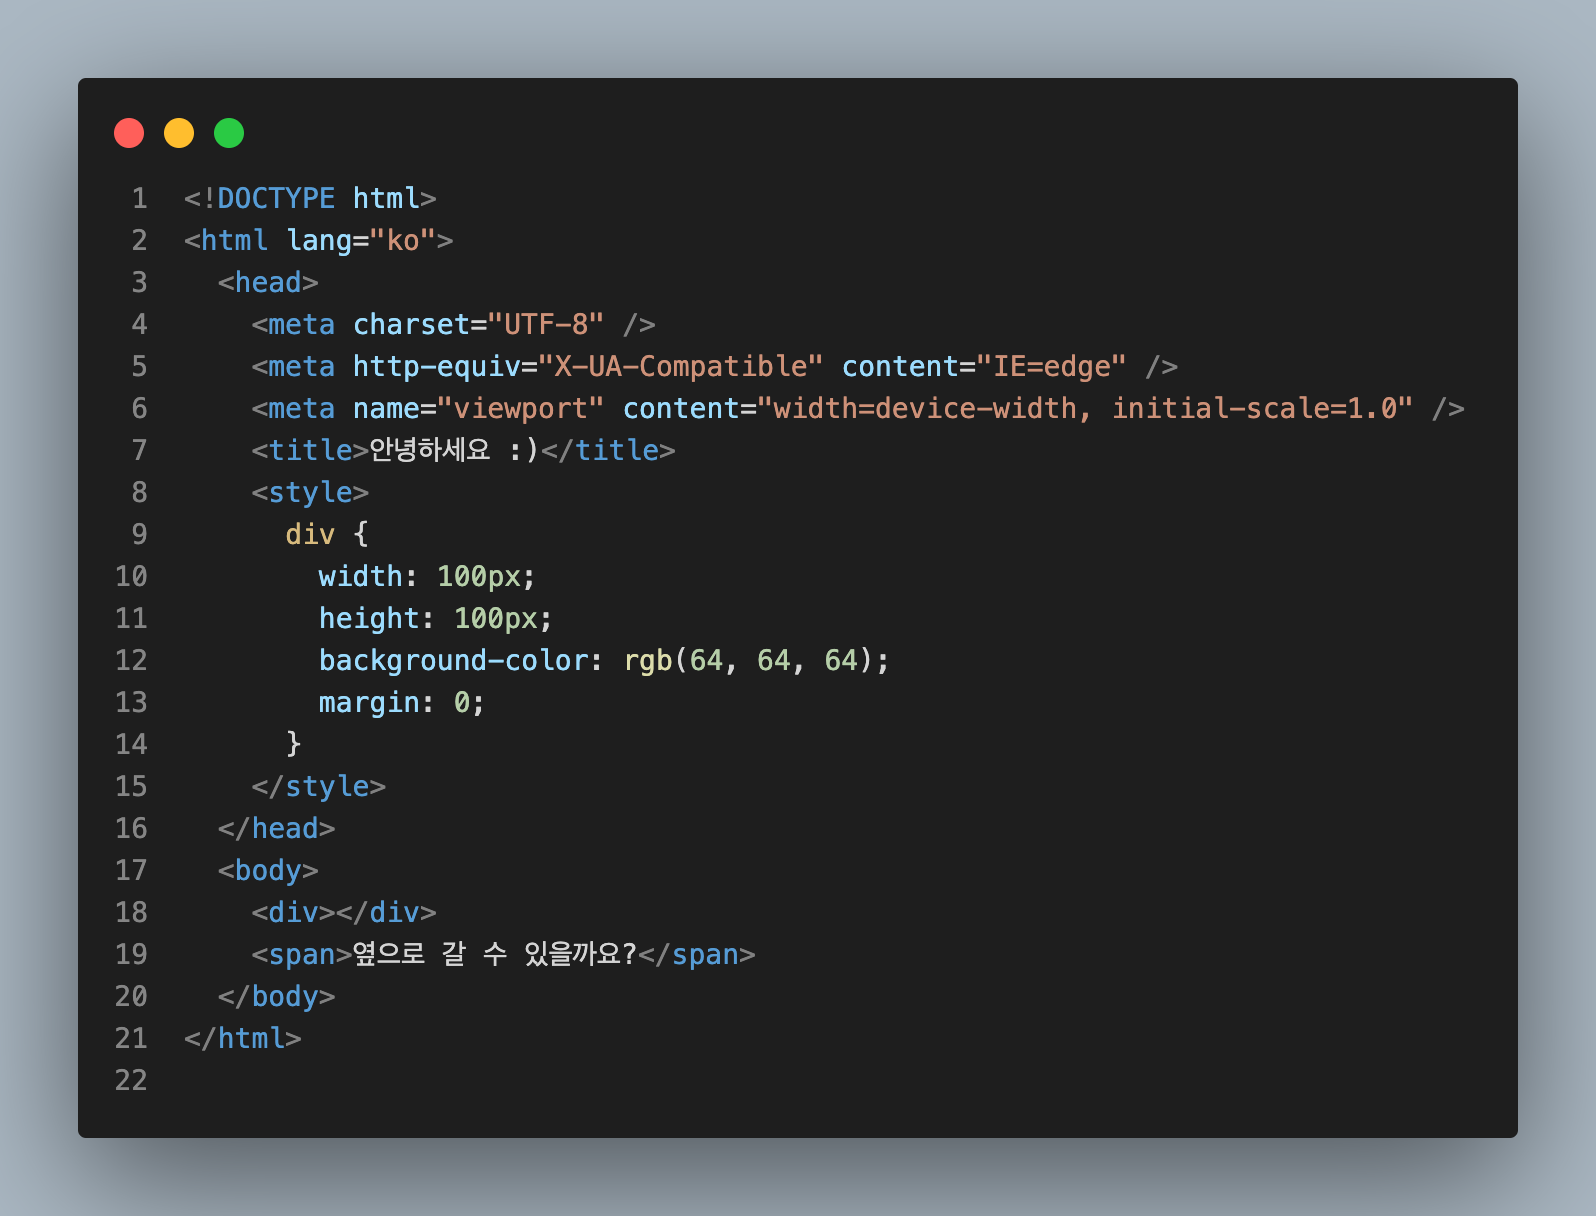 1 <!DOCTYPE html>
2 <html lang="ko">
3   <head>
4     <meta charset="UTF-8" />
5     <meta http-equiv="X-UA-Compatible" content="IE=edge" />
6     <meta name="viewport" content="width=device-width, initial-scale=1.0" />
7     <title>안녕하세요 :)</title>
8     <style>
9       div {
10         width: 100px;
11         height: 100px;
12         background-color: rgb(64, 64, 64);
13         margin: 0;
14       }
15     </style>
16   </head>
17   <body>
18     <div></div>
19     <span>옆으로 갈 수 있을까요?</span>
20   </body>
21 </html>
22